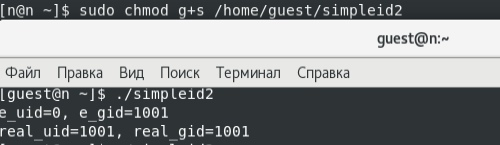 [n@n ~]$ sudo chmod g+s /home/guest/simpleid2
guest@n:~
Файл Правка Вид Поиск Терминал Справка
[guest@n ~]$ ./simpleid2
e_uid=0, e_gid=1001
real_uid=1001, real_gid=1001